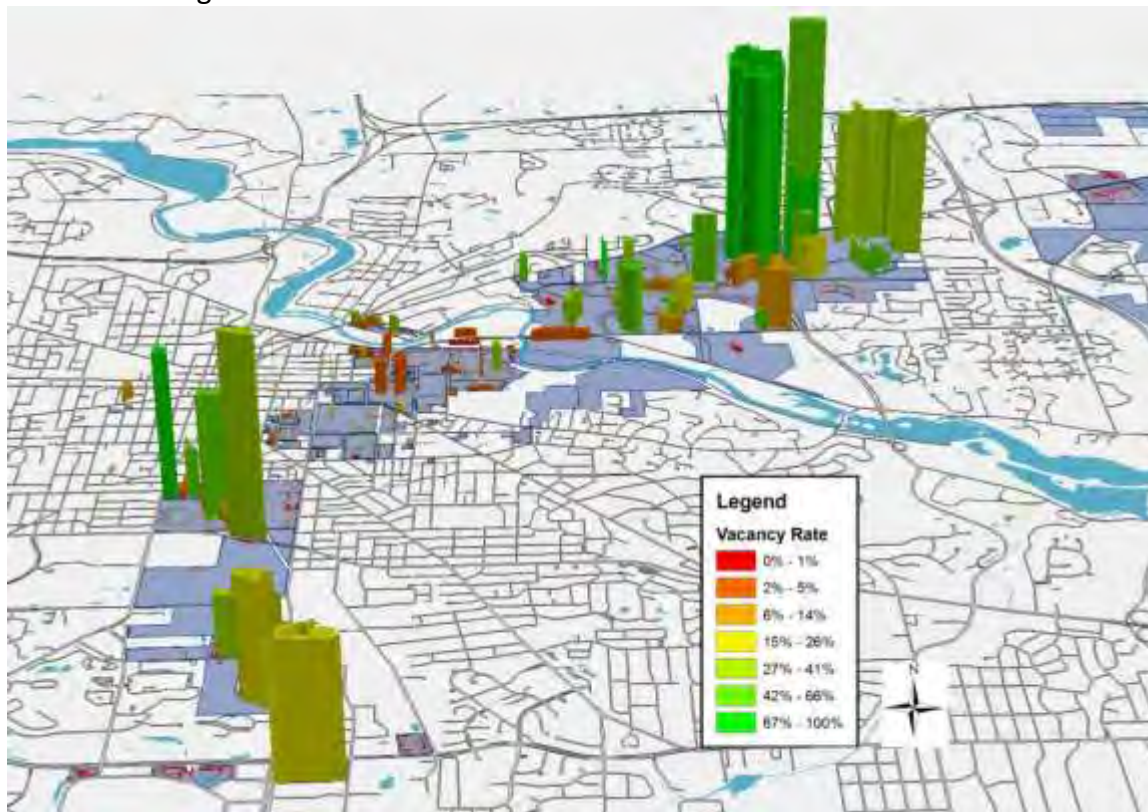 Legend
Vacancy Rate
0% - 1%
2% - 5%
6% - 14%
15% - 26%
27% - 41%
42% - 66%
67% - 100%
N